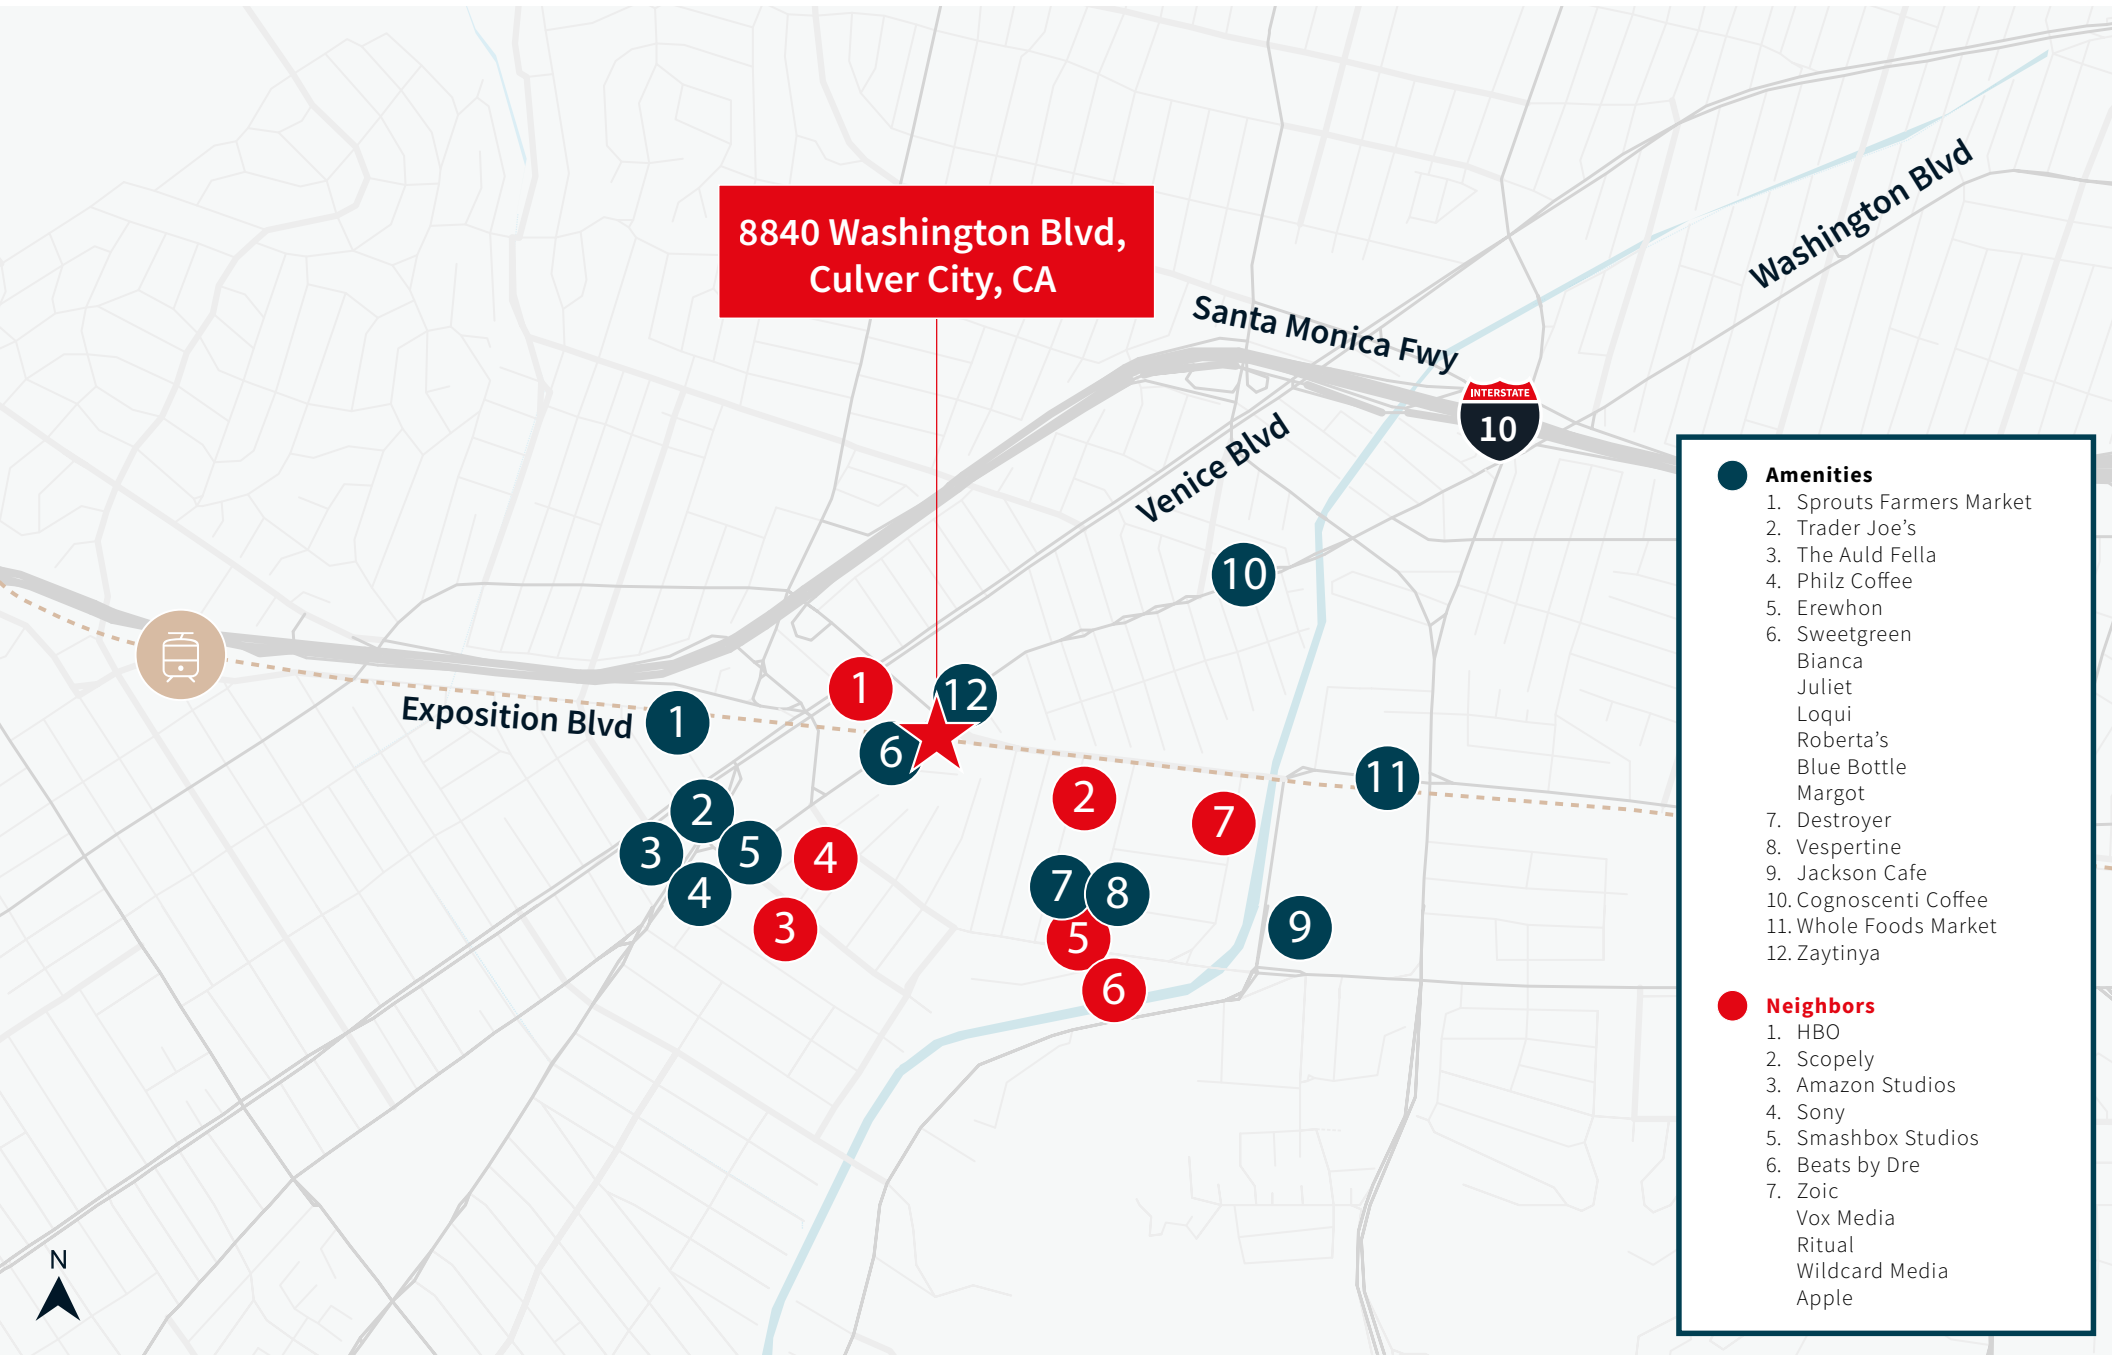 8840 Washington Blvd,
Culver City, CA
Washington Blvd
Santa Monica Fwy
INTERSTATE
10
Venice Blvd
Exposition Blvd
10
1
12
1
6
11
2
2
7
3
5
4
4
7
8
3
5
9
6
N
Amenities
1. Sprouts Farmers Market
2. Trader Joe’s
3. The Auld Fella
4. Philz Coffee
5. Erewhon
6. Sweetgreen
Bianca
Juliet
Loqui
Roberta’s
Blue Bottle
Margot
7. Destroyer
8. Vespertine
9. Jackson Cafe
10. Cognoscenti Coffee
11. Whole Foods Market
12. Zaytinya
Neighbors
1. HBO
2. Scopely
3. Amazon Studios
4. Sony
5. Smashbox Studios
6. Beats by Dre
7. Zoic
Vox Media
Ritual
Wildcard Media
Apple